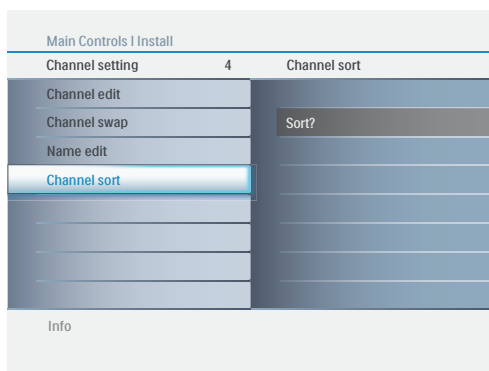 Main Controls I Install
Channel setting 4 Channel sort
Channel edit
Channel swap
Sort?
Name edit
Channel sort
Info